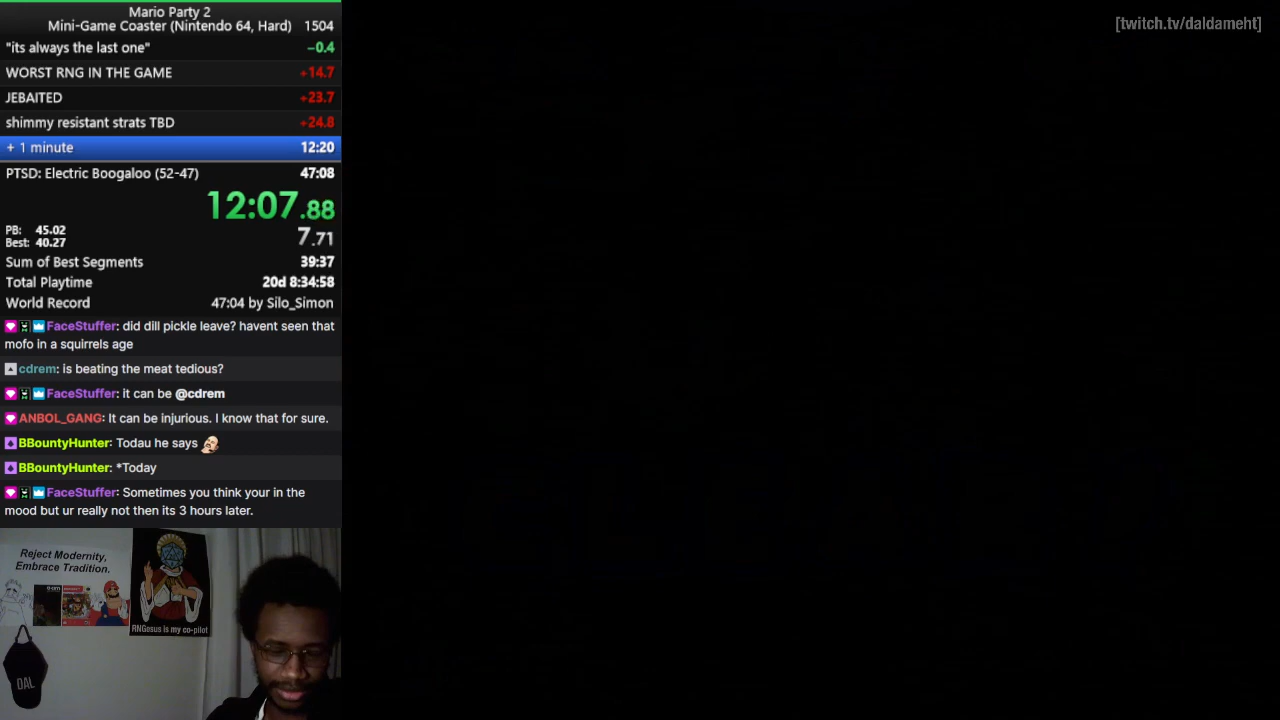 Mario Party 2
Mini-Game Coaster (Nintendo 64, Hard) 1504
"its always the last one" −0.4
WORST RNG IN THE GAME +14.7
JEBAITED +23.7
shimmy resistant strats TBD +24.8
+ 1 minute 12:20
PTSD: Electric Boogaloo (52-47) 47:08
12:07.88
PB: 45.02
Best: 40.27
7.71
Sum of Best Segments 39:37
Total Playtime 20d 8:34:58
World Record 47:04 by Silo_Simon
FaceStuffer: did dill pickle leave? havent seen that
mofo in a squirrels age
cdrem: is beating the meat tedious?
FaceStuffer: it can be @cdrem
ANBOL_GANG: It can be injurious. I know that for sure.
BBountyHunter: Todau he says
BBountyHunter: *Today
FaceStuffer: Sometimes you think your in the
mood but ur really not then its 3 hours later.
Reject Modernity,
Embrace Tradition.
RNGesus is my co-pilot
DAL
[twitch.tv/daldameht]